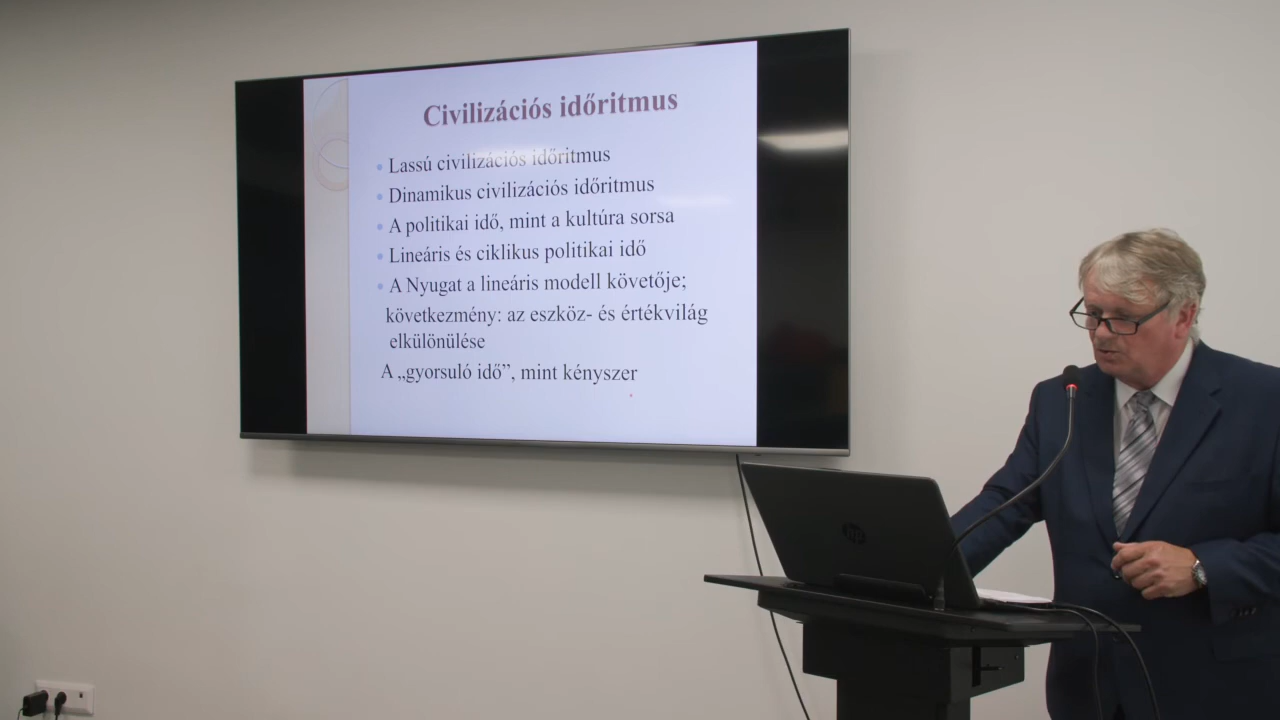 Civilizációs időritmus
Lassú civilizációs időritmus
Dinamikus civilizációs időritmus
A politikai idő, mint a kultúra sorsa
Lineáris és ciklikus politikai idő
A Nyugat a lineáris modell követője;
következmény: az eszköz- és értékvilág
elkülönülése
A „gyorsuló idő”, mint kényszer
hp